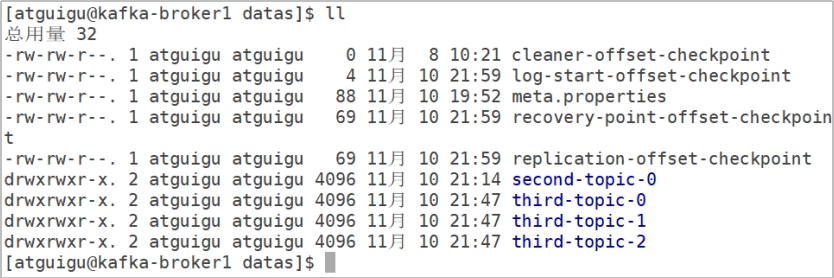 [atguigu@kafka-broker1 datas]$ ll
总用量 32
-rw-rw-r--. 1 atguigu atguigu    0 11月  8 10:21 cleaner-offset-checkpoint
-rw-rw-r--. 1 atguigu atguigu    4 11月 10 21:59 log-start-offset-checkpoint
-rw-rw-r--. 1 atguigu atguigu   88 11月 10 19:52 meta.properties
-rw-rw-r--. 1 atguigu atguigu   69 11月 10 21:59 recovery-point-offset-checkpoin
t
-rw-rw-r--. 1 atguigu atguigu   69 11月 10 21:59 replication-offset-checkpoint
drwxrwxr-x. 2 atguigu atguigu 4096 11月 10 21:14 second-topic-0
drwxrwxr-x. 2 atguigu atguigu 4096 11月 10 21:47 third-topic-0
drwxrwxr-x. 2 atguigu atguigu 4096 11月 10 21:47 third-topic-1
drwxrwxr-x. 2 atguigu atguigu 4096 11月 10 21:47 third-topic-2
[atguigu@kafka-broker1 datas]$